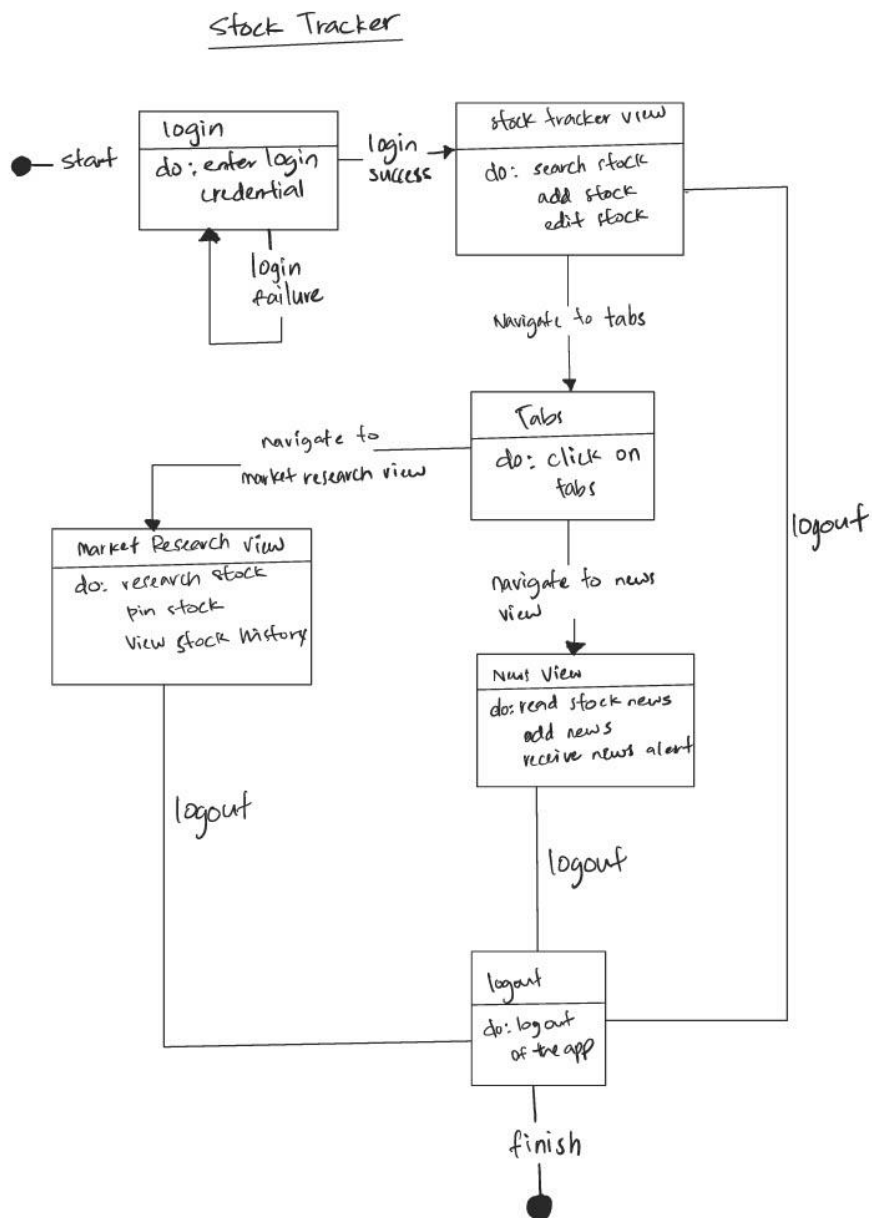 Stock Tracker
login
do: enter login
credential
start
login
success
stock tracker view
do: search stock
add stock
edit stock
login
failure
Navigate to tabs
Tabs
do: click on
tabs
navigate to
market research view
logout
Market Research View
do: research stock
pin stock
view stock history
navigate to news
view
News View
do: read stock news
add news
receive news alert
logout
logout
logout
do: logout
of the app
finish